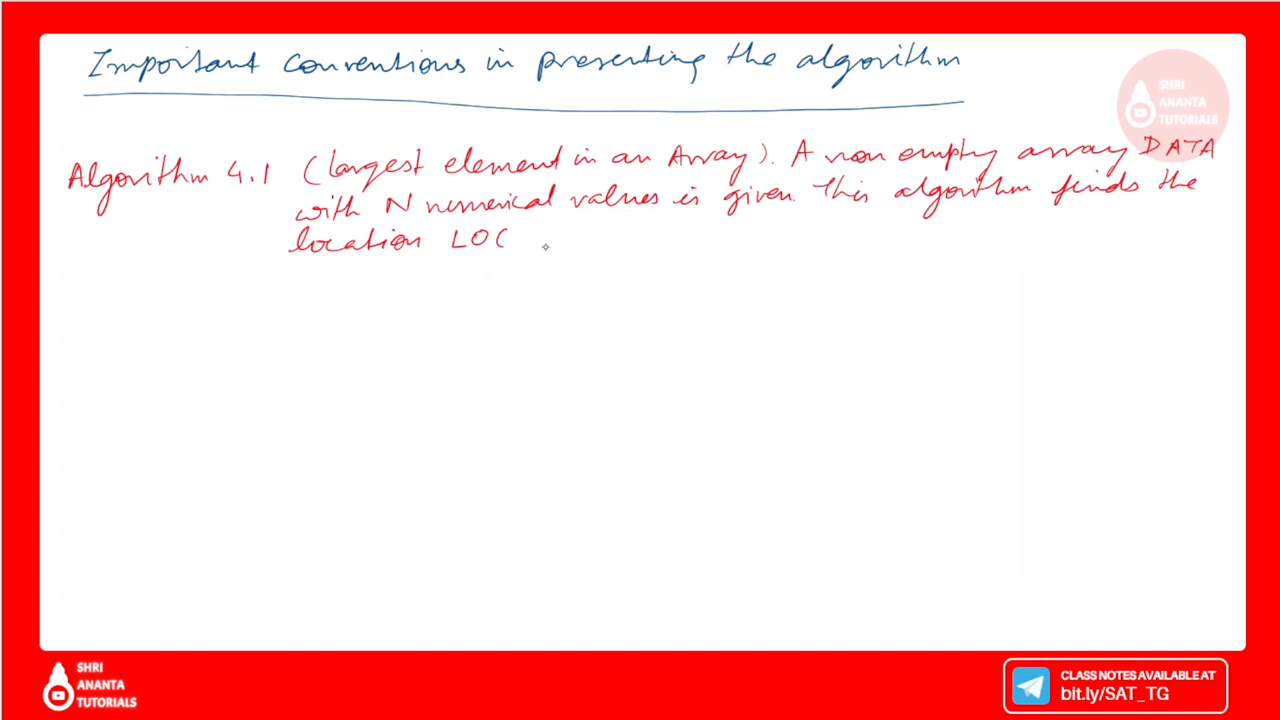 Important conventions in presenting the algorithm
SHRI
ANANTA
TUTORIALS
Algorithm 4.1 (largest element in an Array). A non empty array DATA
with N numerical values is given. This algorithm finds the
location LOC
SHRI
ANANTA
TUTORIALS
CLASS NOTES AVAILABLE AT
bit.ly/SAT_TG